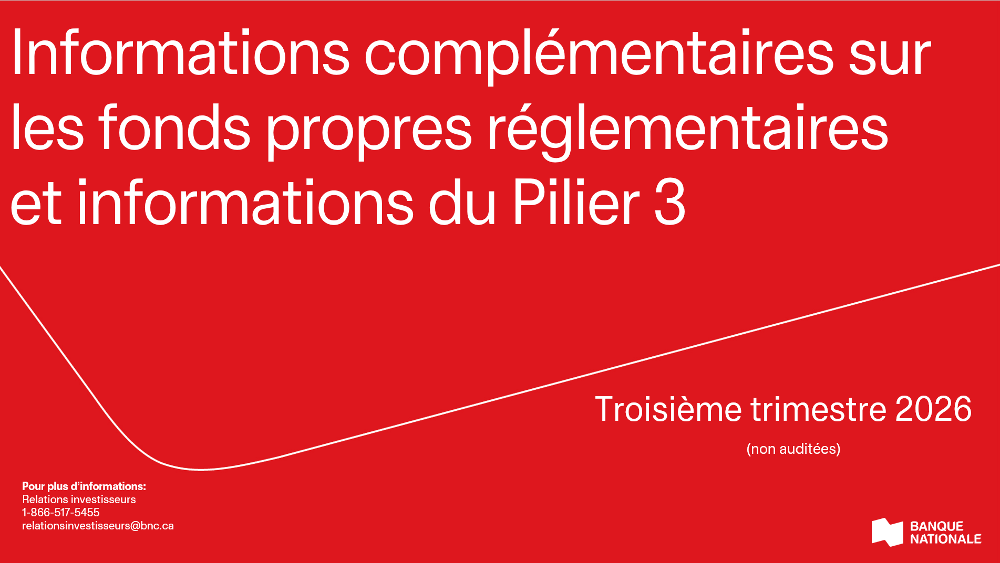 Informations complémentaires sur
les fonds propres réglementaires
et informations du Pilier 3
Troisième trimestre 2026
(non auditées)
Pour plus d’informations:
Relations investisseurs
1-866-517-5455
relationsinvestisseurs@bnc.ca
BANQUE
NATIONALE